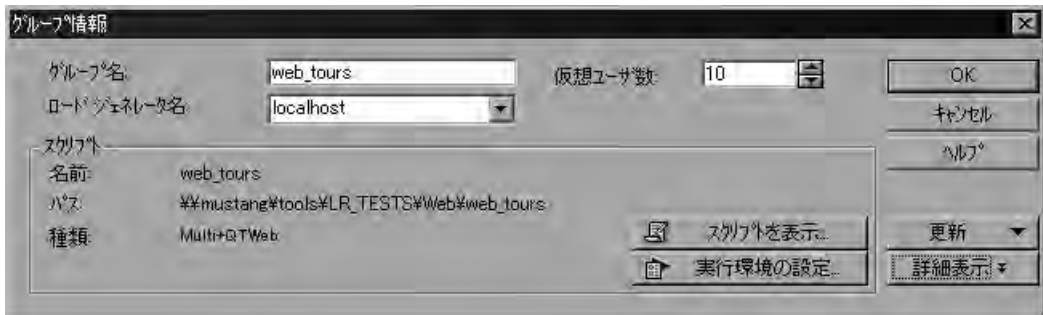 グループ情報
グループ名: web_tours 仮想ユーザ数: 10 OK
ロード ジェネレータ名: localhost キャンセル
スクリプト ヘルプ
名前: web_tours
パス: ¥¥mustang¥tools¥LR_TESTS¥Web¥web_tours
種類: Multi+QTWeb スクリプトを表示... 更新
実行環境の設定... 詳細表示